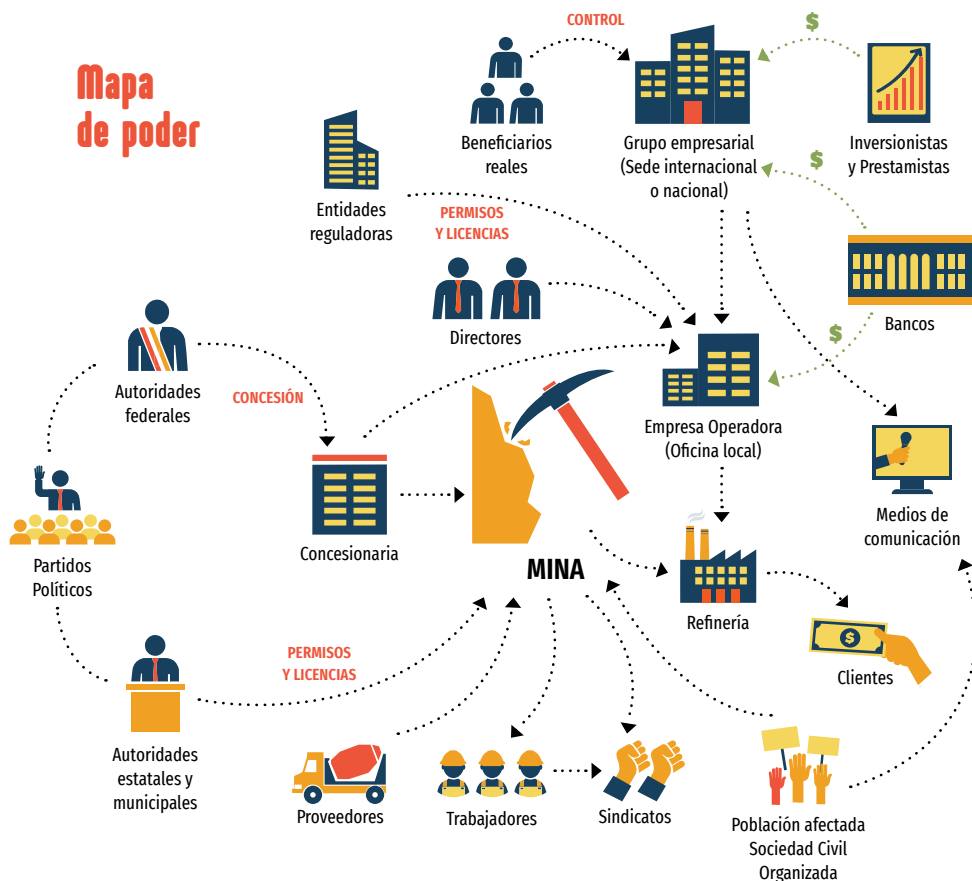 Mapa
de poder
CONTROL
$
Beneficiarios
reales
Grupo empresarial
(Sede internacional
o nacional)
Inversionistas
y Prestamistas
$
Entidades
reguladoras
PERMISOS
Y LICENCIAS
Directores
Bancos
$
Autoridades
federales
CONCESIÓN
Empresa Operadora
(Oficina local)
Concesionaria
Medios de
comunicación
Partidos
Políticos
MINA
Refinería
$
Clientes
PERMISOS
Y LICENCIAS
Autoridades
estatales y
municipales
Proveedores
Trabajadores
Sindicatos
Población afectada
Sociedad Civil
Organizada